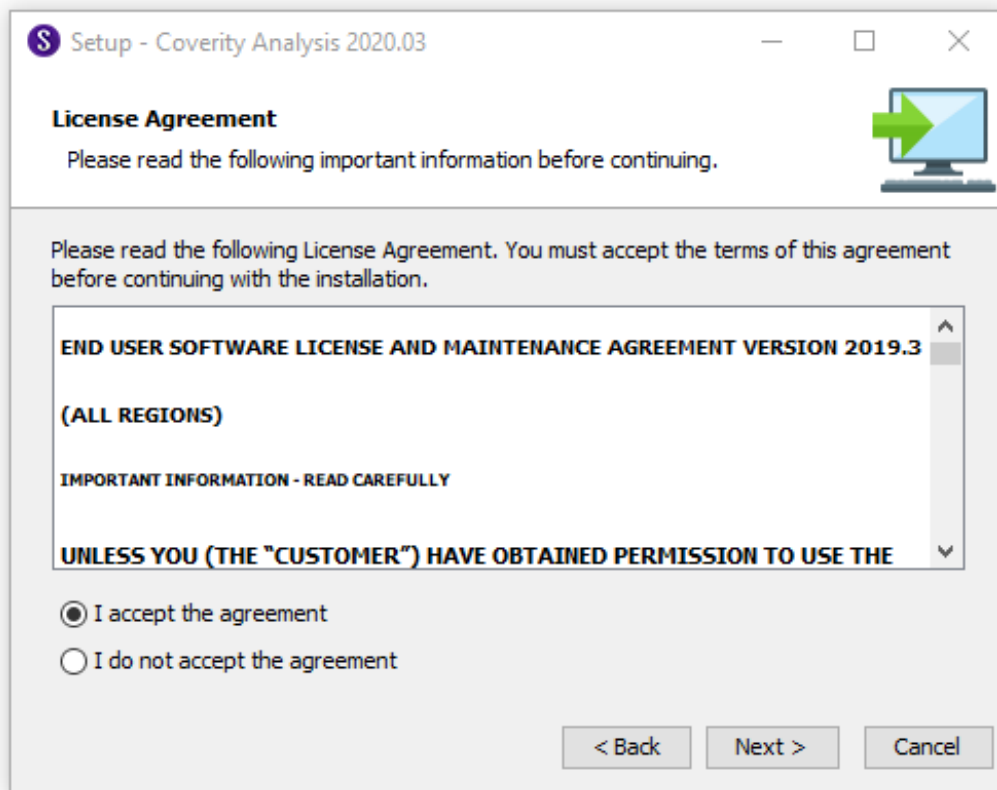 S Setup - Coverity Analysis 2020.03
License Agreement
Please read the following important information before continuing.
Please read the following License Agreement. You must accept the terms of this agreement
before continuing with the installation.
END USER SOFTWARE LICENSE AND MAINTENANCE AGREEMENT VERSION 2019.3
(ALL REGIONS)
IMPORTANT INFORMATION - READ CAREFULLY
UNLESS YOU (THE “CUSTOMER”) HAVE OBTAINED PERMISSION TO USE THE
I accept the agreement
I do not accept the agreement
< Back Next > Cancel